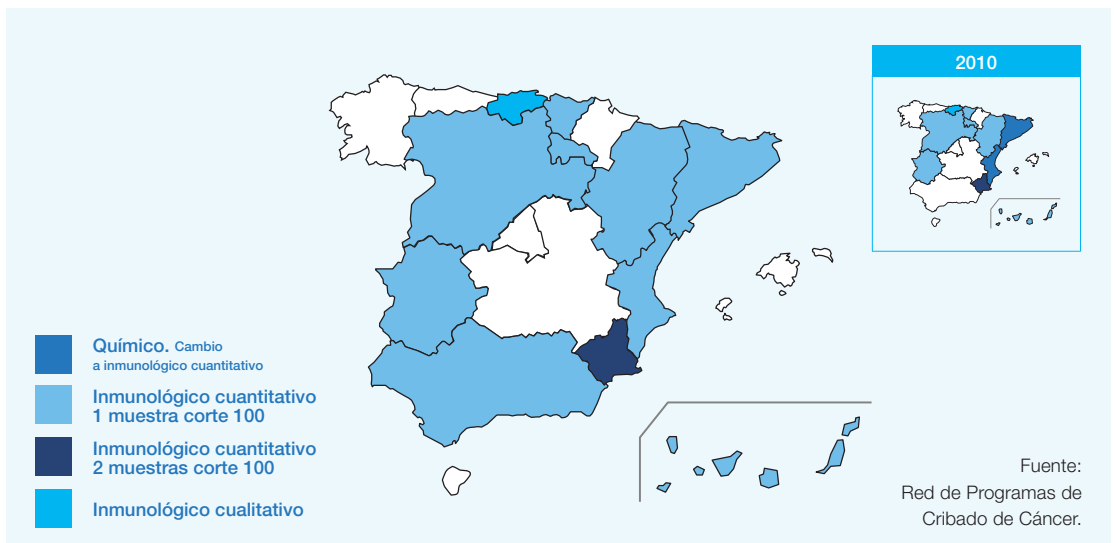 2010
Químico. Cambio
a inmunológico cuantitativo
Inmunológico cuantitativo
1 muestra corte 100
Inmunológico cuantitativo
2 muestras corte 100
Inmunológico cualitativo
Fuente:
Red de Programas de
Cribado de Cáncer.